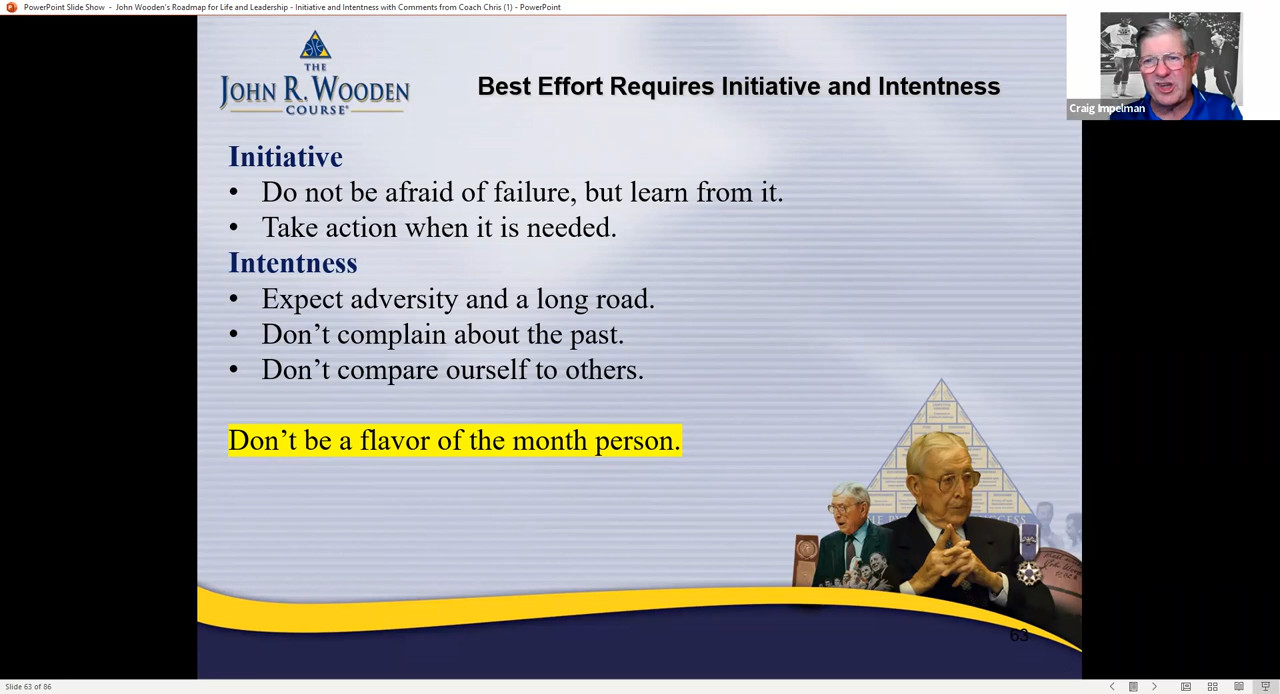 PowerPoint Slide Show - John Wooden's Roadmap for Life and Leadership - Initiative and Intentness with Comments from Coach Chris (1) - PowerPoint
THE
JOHN R. WOODEN
COURSE®
Best Effort Requires Initiative and Intentness
Craig Impelman
Initiative
• Do not be afraid of failure, but learn from it.
• Take action when it is needed.
Intentness
• Expect adversity and a long road.
• Don’t complain about the past.
• Don’t compare ourself to others.
Don’t be a flavor of the month person.
63
Slide 63 of 86